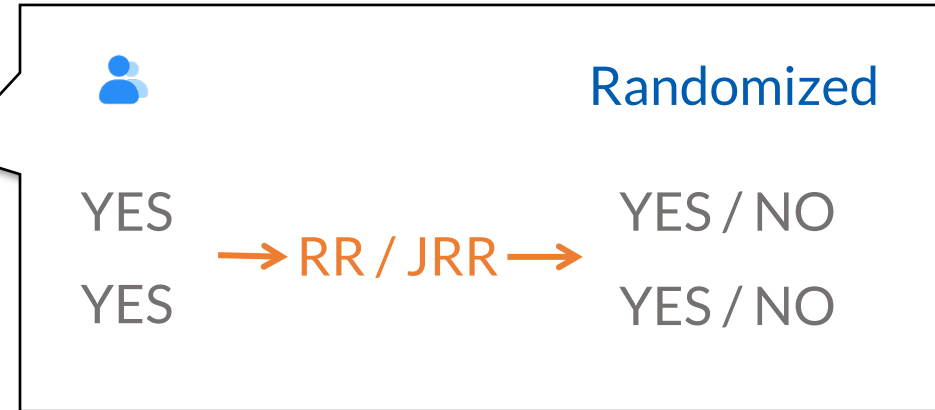 Randomized
YES
YES / NO
RR / JRR
YES
YES / NO